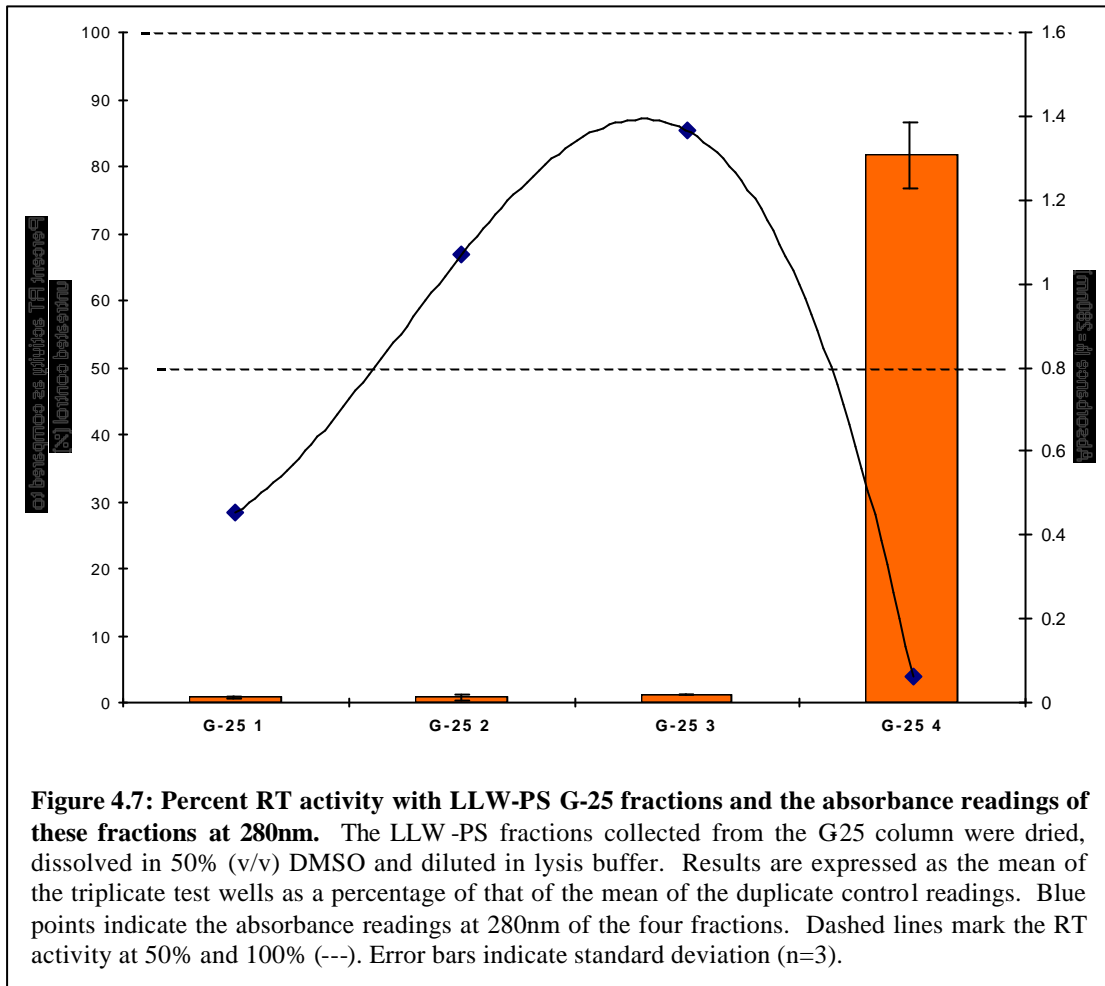 100
90
80
70
60
50
40
30
20
10
0
1.6
1.4
1.2
1
0.8
0.6
0.4
0.2
0
Percent RT activity as compared to
untreated control (%)
G-25 1
G-25 2
G-25 3
G-25 4
Figure 4.7: Percent RT activity with LLW-PS G-25 fractions and the absorbance readings of
these fractions at 280nm. The LLW -PS fractions collected from the G-25 column were dried,
dissolved in 50% (v/v) DMSO and diluted in lysis buffer. Results are expressed as the mean of
the triplicate test wells as a percentage of that of the mean of the duplicate control readings. Blue
points indicate the absorbance readings at 280nm of the four fractions. Dashed lines mark the RT
activity at 50% and 100% (---). Error bars indicate standard deviation (n=3).